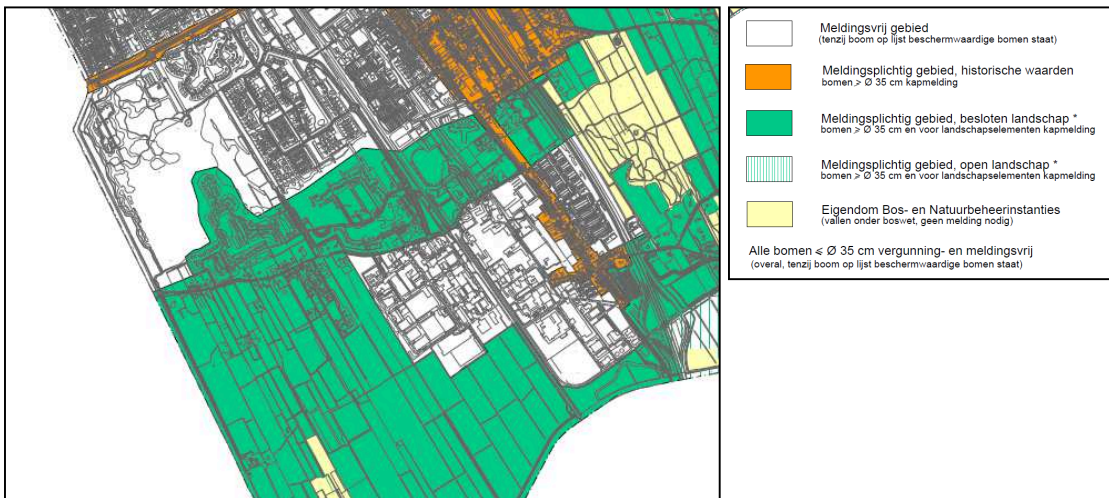 Meldingsvrij gebied
(tenzij boom op lijst beschermwaardige bomen staat)
Meldingsplichtig gebied, historische waarden
bomen > Ø 35 cm kapmelding
Meldingsplichtig gebied, besloten landschap *
bomen > Ø 35 cm en voor landschapselementen kapmelding
Meldingsplichtig gebied, open landschap *
bomen > Ø 35 cm en voor landschapselementen kapmelding
Eigendom Bos- en Natuurbeheerinstanties
(vallen onder boswet, geen melding nodig)
Alle bomen ⩽ Ø 35 cm vergunning- en meldingsvrij
(overal, tenzij boom op lijst beschermwaardige bomen staat)